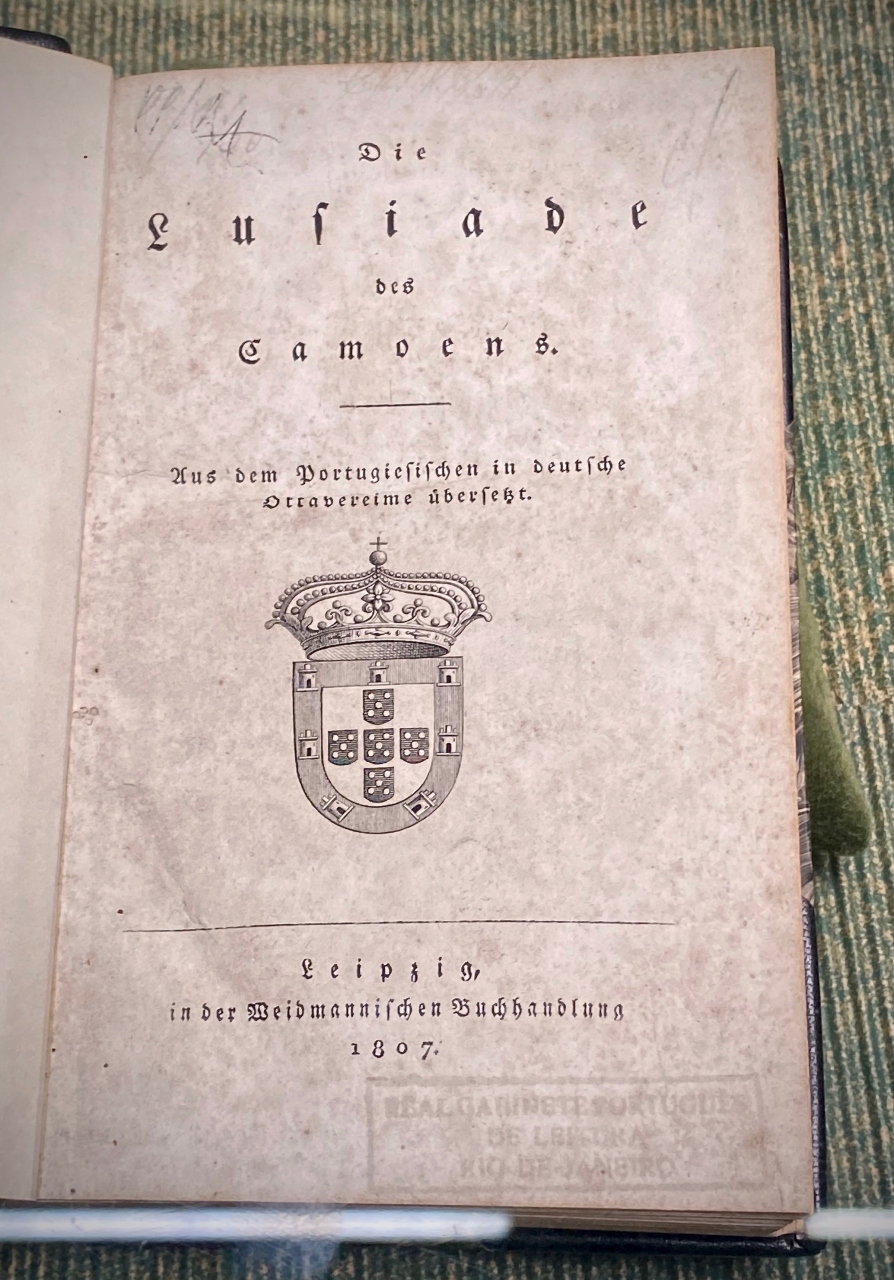 Die
Luſiade
des
Camoens.
Aus dem Portugieſiſchen in deutſche
Ottavereime überſetzt.
Leipzig,
in der Weidmanniſchen Buchhandlung
1807.
REAL GABINETE PORTUGUÊS
DE LEITURA
RIO DE JANEIRO